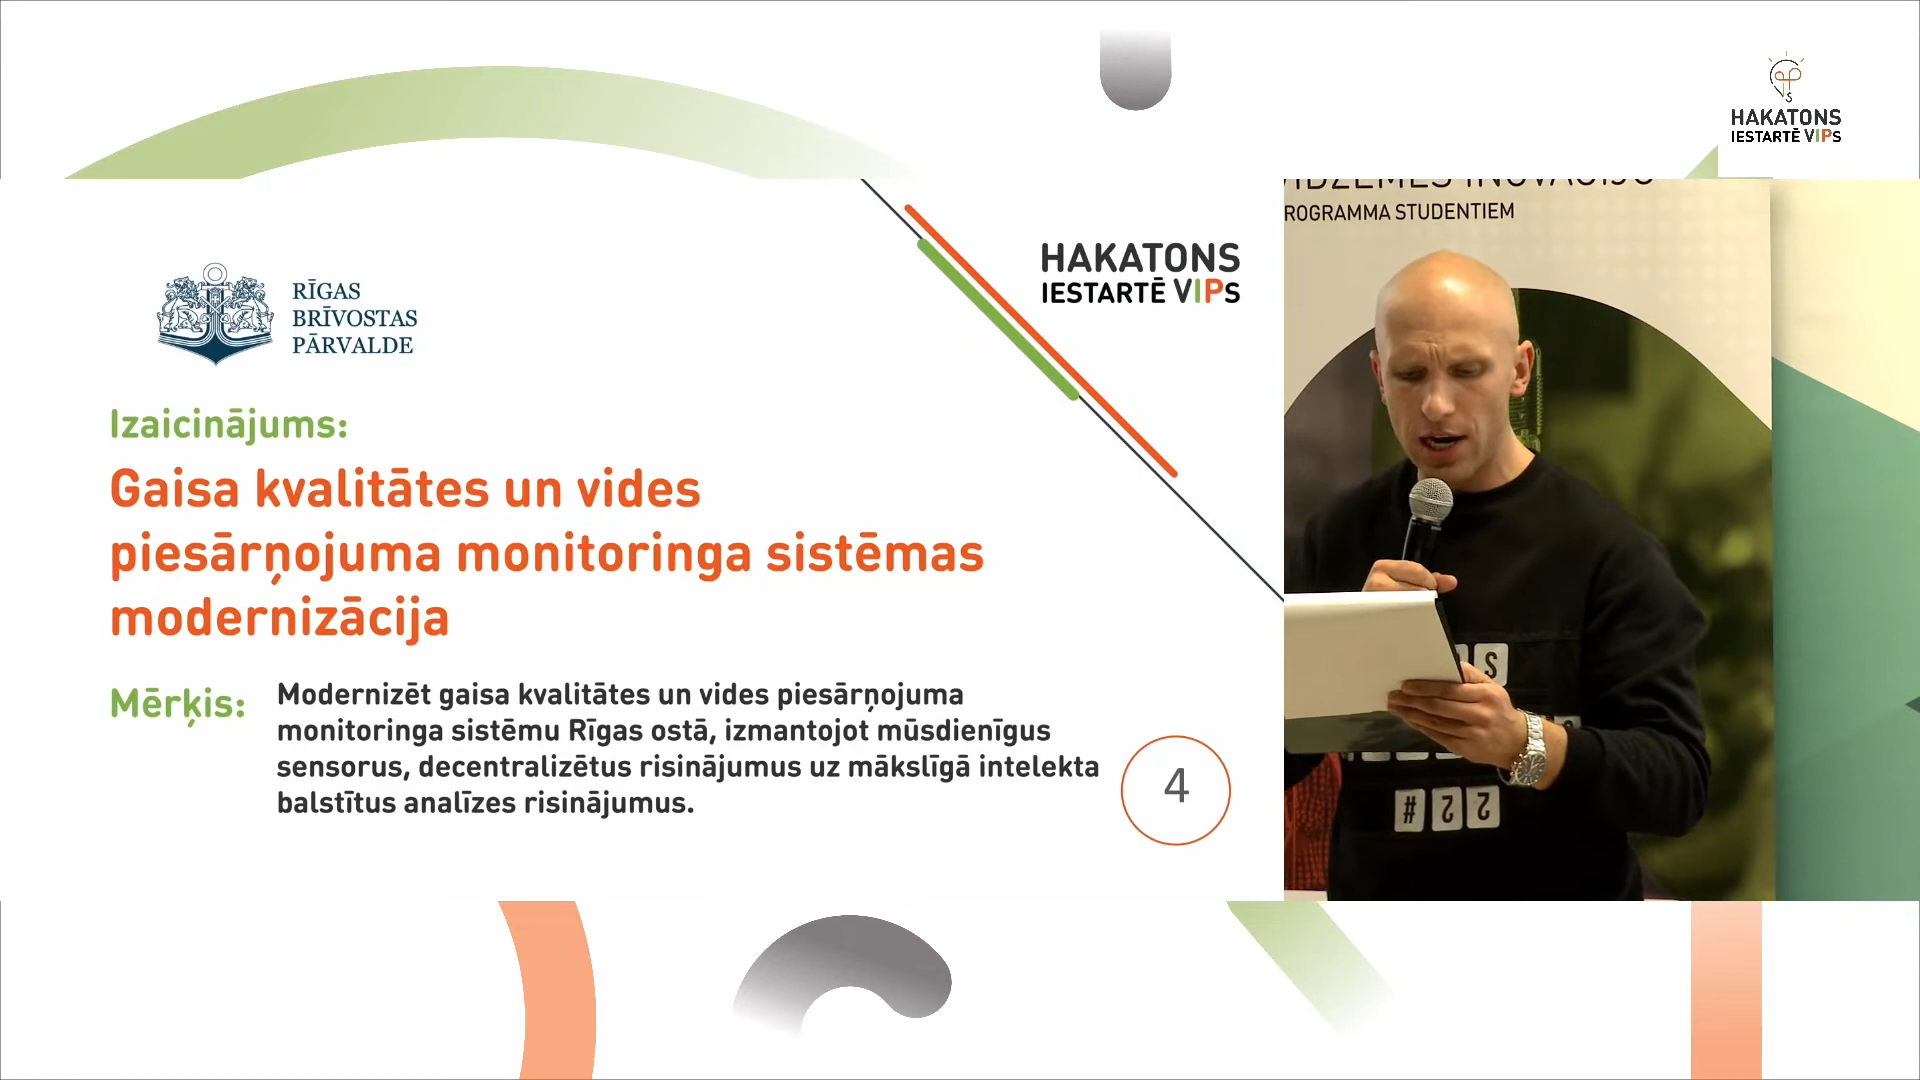 HAKATONS
IESTARTĒ VIPS
RĪGAS
BRĪVOSTAS
PĀRVALDE
HAKATONS
IESTARTĒ VIPS
Izaicinājums:
Gaisa kvalitātes un vides
piesārņojuma monitoringa sistēmas
modernizācija
Mērķis:
Modernizēt gaisa kvalitātes un vides piesārņojuma
monitoringa sistēmu Rīgas ostā, izmantojot mūsdienīgus
sensorus, decentralizētus risinājumus uz mākslīgā intelekta
balstītus analīzes risinājumus.
4
ROGRAMMA STUDENTIEM
S
#22